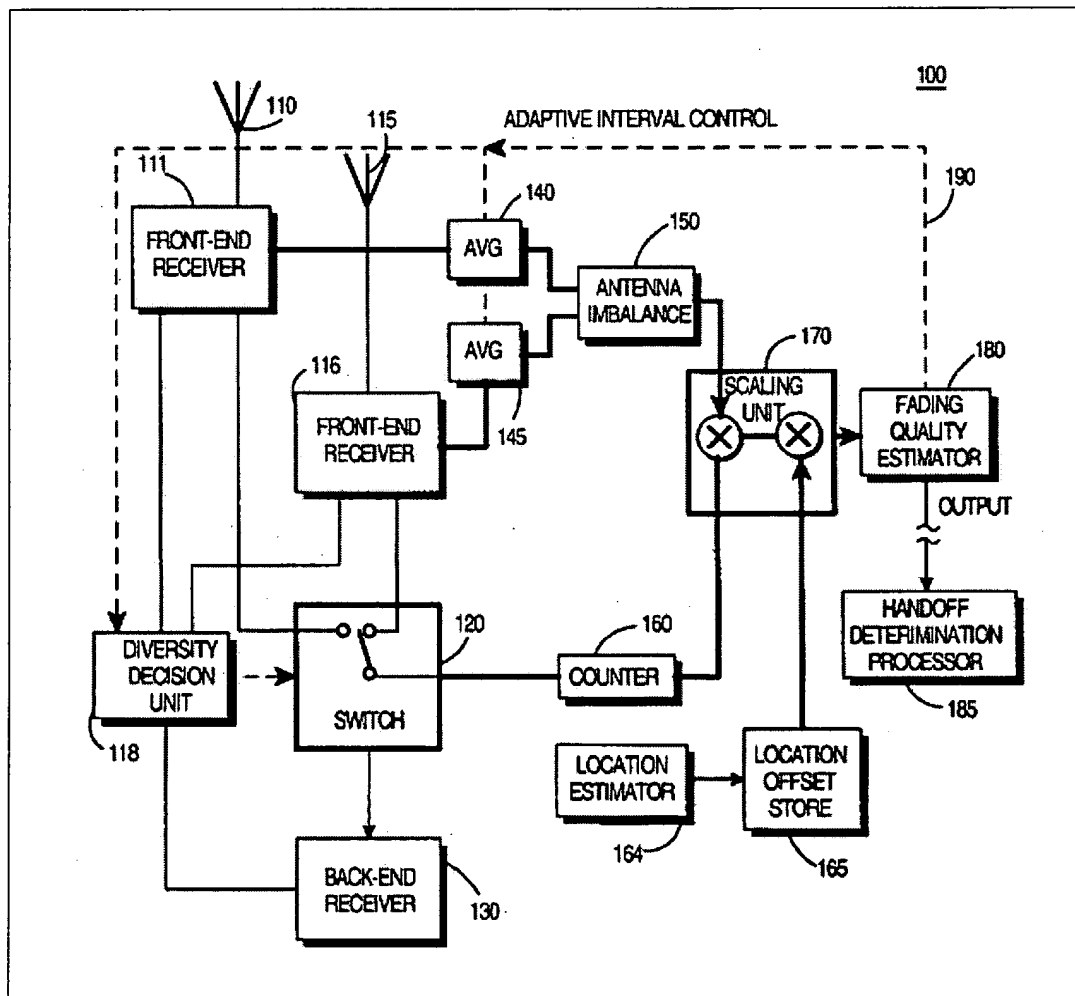 100
110
ADAPTIVE INTERVAL CONTROL
115
111
140
190
FRONT-END
RECEIVER
AVG
150
ANTENNA
IMBALANCE
AVG
170
180
116
145
SCALING
UNIT
FADING
QUALITY
ESTIMATOR
FRONT-END
RECEIVER
OUTPUT
HANDOFF
DETERMINATION
PROCESSOR
185
DIVERSITY
DECISION
UNIT
118
120
SWITCH
160
COUNTER
LOCATION
ESTIMATOR
164
LOCATION
OFFSET
STORE
165
BACK-END
RECEIVER
130